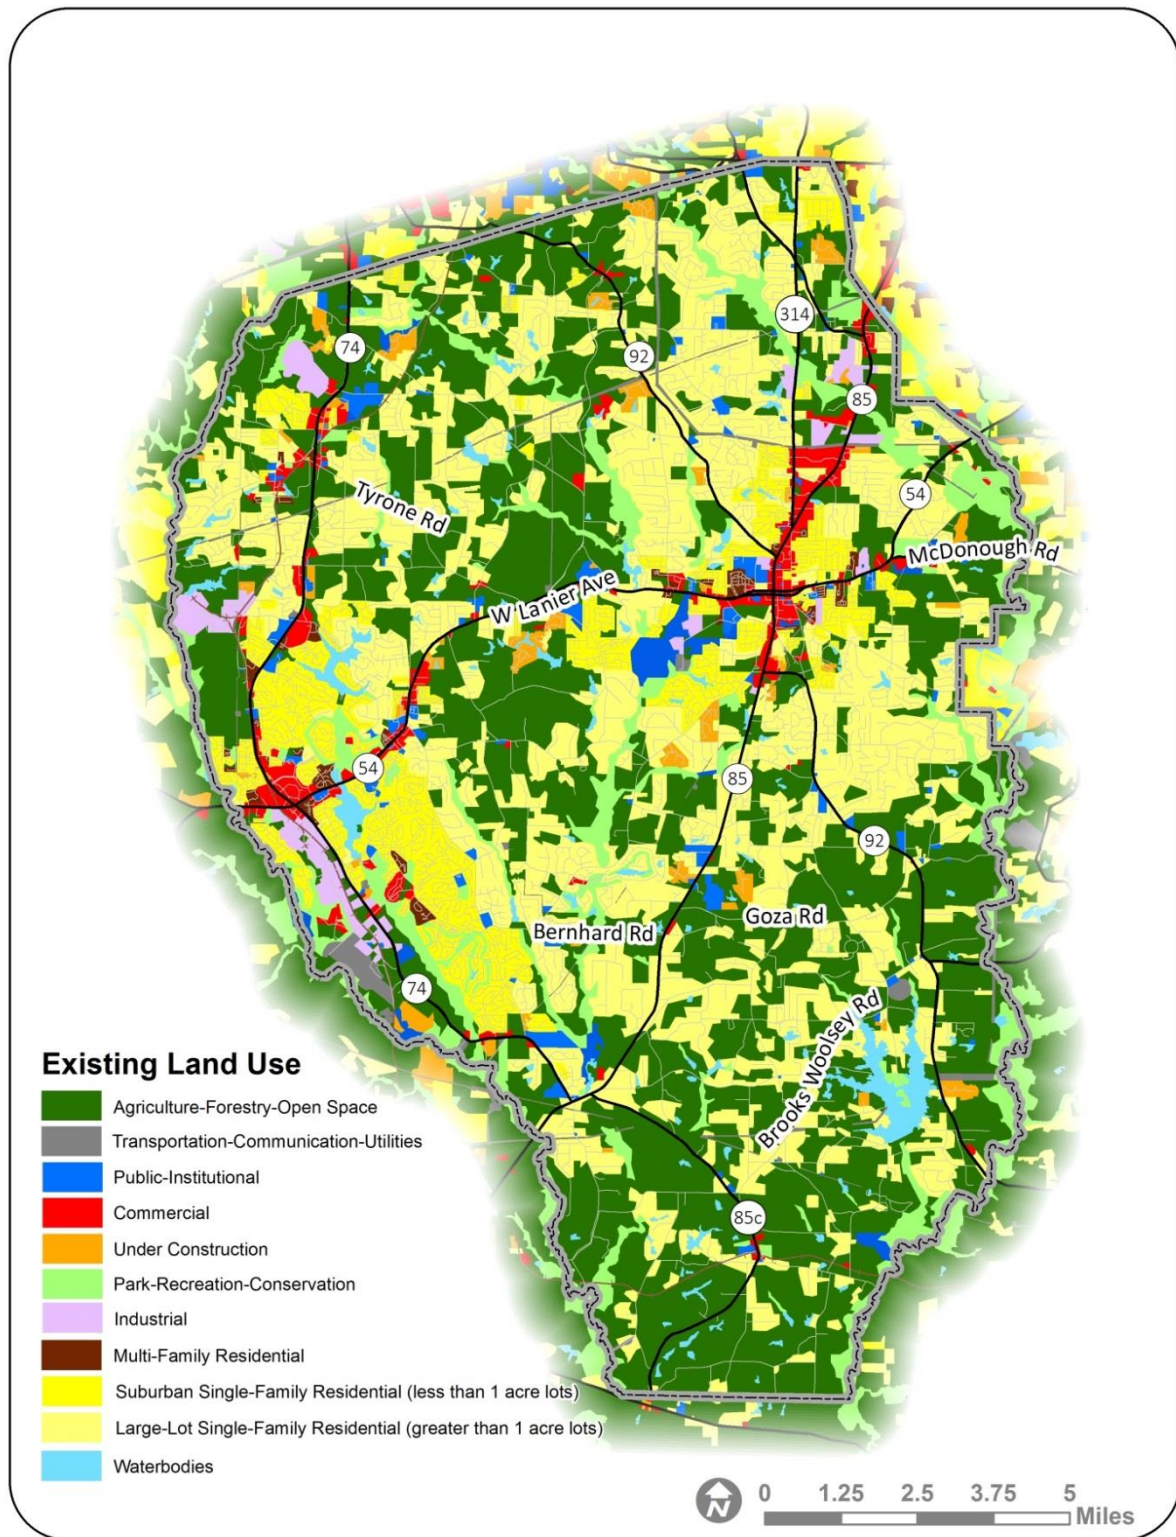 314
74
92
85
54
Tyrone Rd
McDonough Rd
W Lanier Ave
54
85
92
Bernhard Rd
Goza Rd
74
Brooks Woolsey Rd
85c
Existing Land Use
Agriculture-Forestry-Open Space
Transportation-Communication-Utilities
Public-Institutional
Commercial
Under Construction
Park-Recreation-Conservation
Industrial
Multi-Family Residential
Suburban Single-Family Residential (less than 1 acre lots)
Large-Lot Single-Family Residential (greater than 1 acre lots)
Waterbodies
N
0 1.25 2.5 3.75 5
Miles